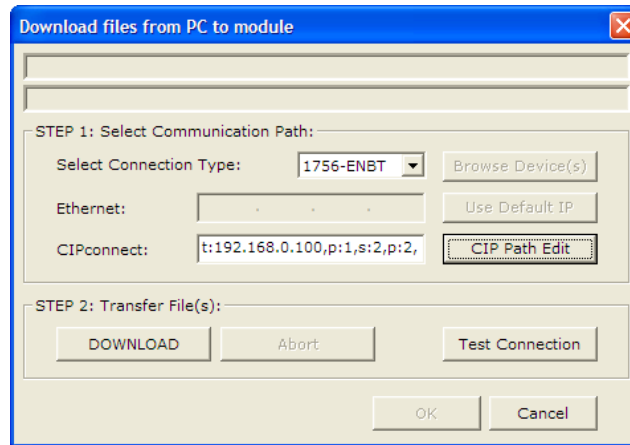 Download files from PC to module
STEP 1: Select Communication Path:
Select Connection Type: 1756-ENBT Browse Device(s)
Ethernet: . . . Use Default IP
CIPconnect: t:192.168.0.100,p:1,s:2,p:2, CIP Path Edit
STEP 2: Transfer File(s):
DOWNLOAD Abort Test Connection
OK Cancel